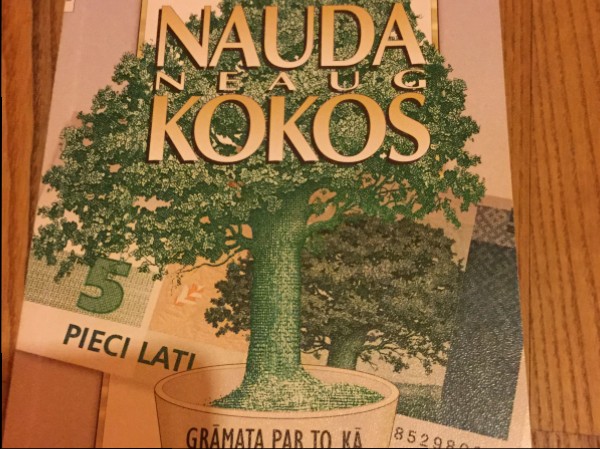 NAUDA
NEAUG
KOKOS
5
PIECI LATI
GRĀMATA PAR TO, KĀ